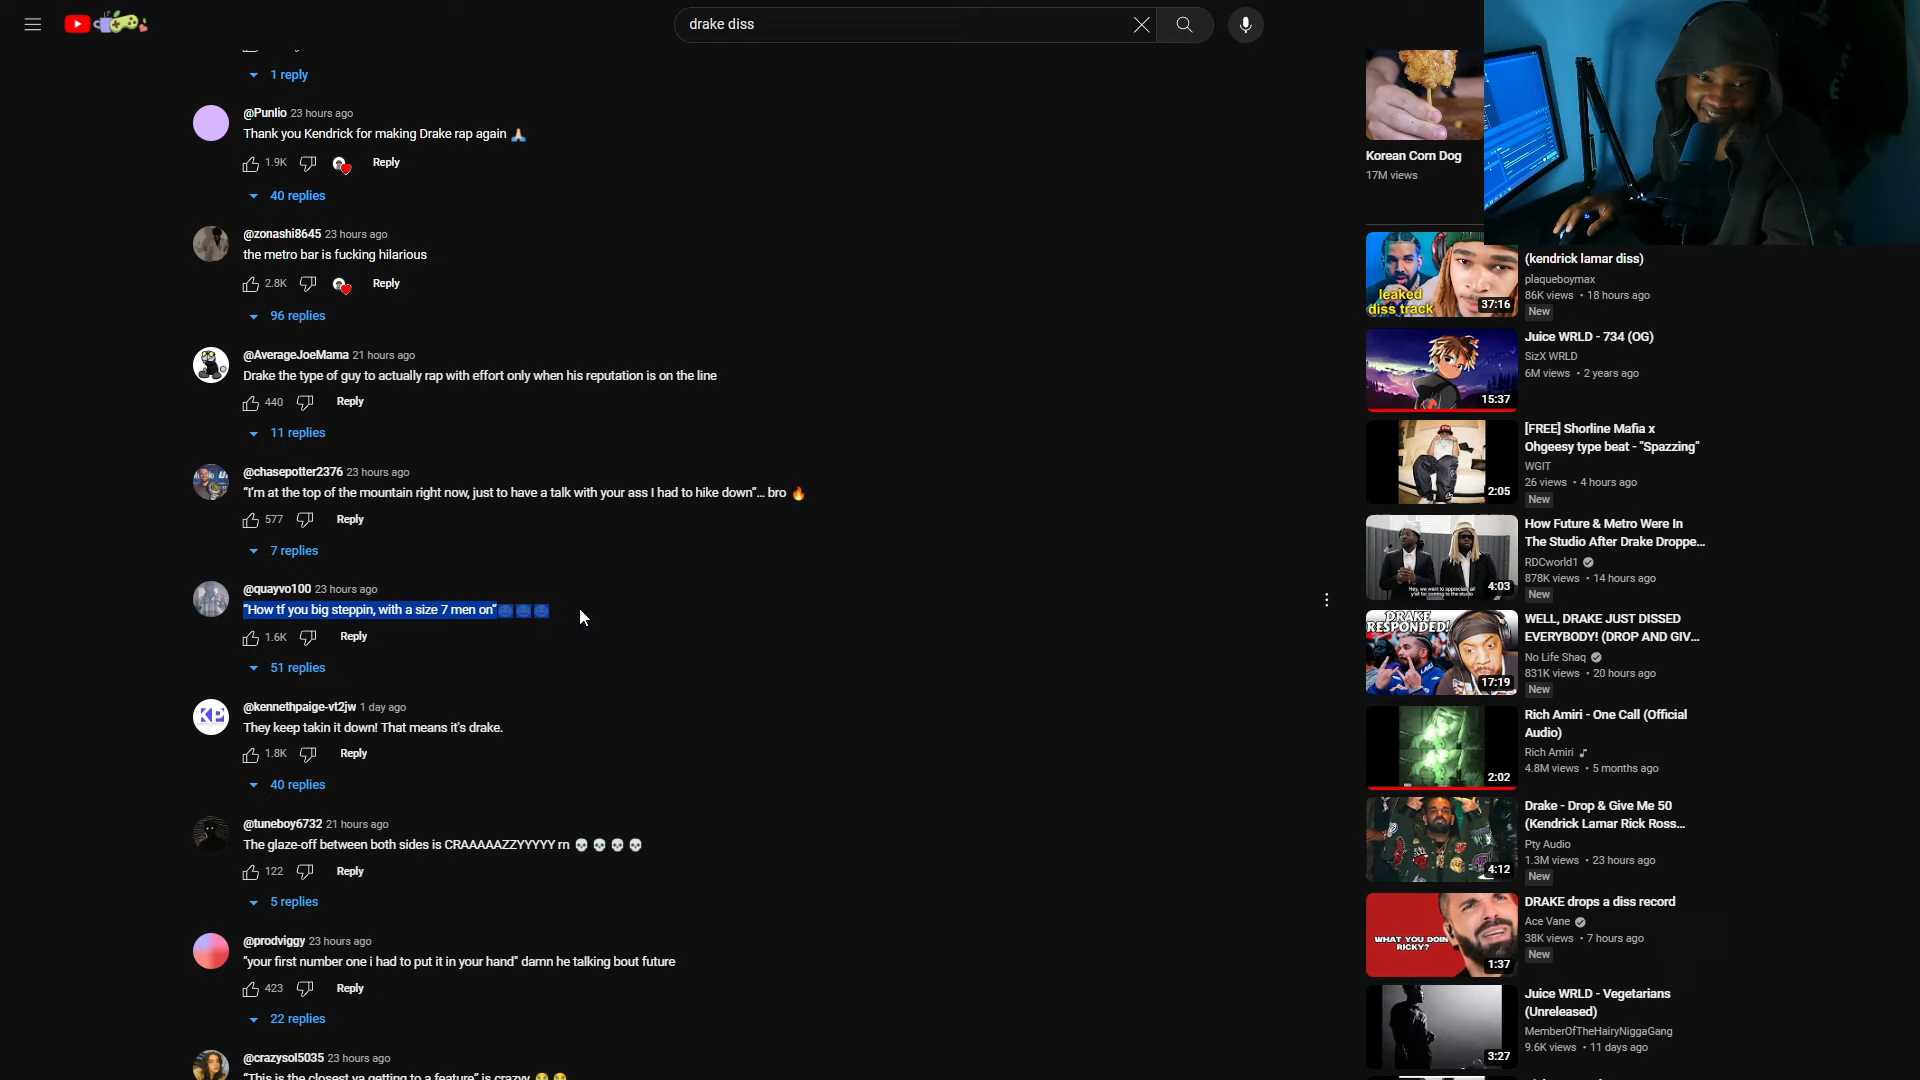 drake diss
1 reply
@Punlio 23 hours ago
Thank you Kendrick for making Drake rap again 🙏🏼
1.9K Reply
40 replies
@zonashi8645 23 hours ago
the metro bar is fucking hilarious
2.8K Reply
96 replies
@AverageJoeMama 21 hours ago
Drake the type of guy to actually rap with effort only when his reputation is on the line
440 Reply
11 replies
@chasepotter2376 23 hours ago
“I’m at the top of the mountain right now, just to have a talk with your ass I had to hike down”... bro 🔥
577 Reply
7 replies
@quayvo100 23 hours ago
“How tf you big steppin, with a size 7 men on”
1.6K Reply
51 replies
@kennethpaige-vt2jw 1 day ago
They keep takin it down! That means it's drake.
1.8K Reply
40 replies
@tuneboy6732 21 hours ago
The glaze-off between both sides is CRAAAAAZZYYYYY rn 💀 💀 💀 💀
122 Reply
5 replies
@prodviggy 23 hours ago
"your first number one i had to put it in your hand" damn he talking bout future
423 Reply
22 replies
@crazysol5035 23 hours ago
“This is the closest ya getting to a feature” is crazyy 😂 😂
Korean Corn Dog
17M views
leaked
diss track
37:16
(kendrick lamar diss)
plaqueboymax
86K views • 18 hours ago
New
15:37
Juice WRLD - 734 (OG)
SizX WRLD
6M views • 2 years ago
2:05
[FREE] Shorline Mafia x
Ohgeesy type beat - "Spazzing"
WGIT
26 views • 4 hours ago
New
4:03
How Future & Metro Were In
The Studio After Drake Droppe...
RDCworld1
878K views • 14 hours ago
New
DRAKE
RESPONDED!
17:19
WELL, DRAKE JUST DISSED
EVERYBODY! (DROP AND GIV...
No Life Shaq
831K views • 20 hours ago
New
2:02
Rich Amiri - One Call (Official
Audio)
Rich Amiri
4.8M views • 5 months ago
4:12
Drake - Drop & Give Me 50
(Kendrick Lamar Rick Ross...
Pty Audio
1.3M views • 23 hours ago
New
WHAT YOU DOIN
RICKY?
1:37
DRAKE drops a diss record
Ace Vane
38K views • 7 hours ago
New
3:27
Juice WRLD - Vegetarians
(Unreleased)
MemberOfTheHairyNiggaGang
9.6K views • 11 days ago